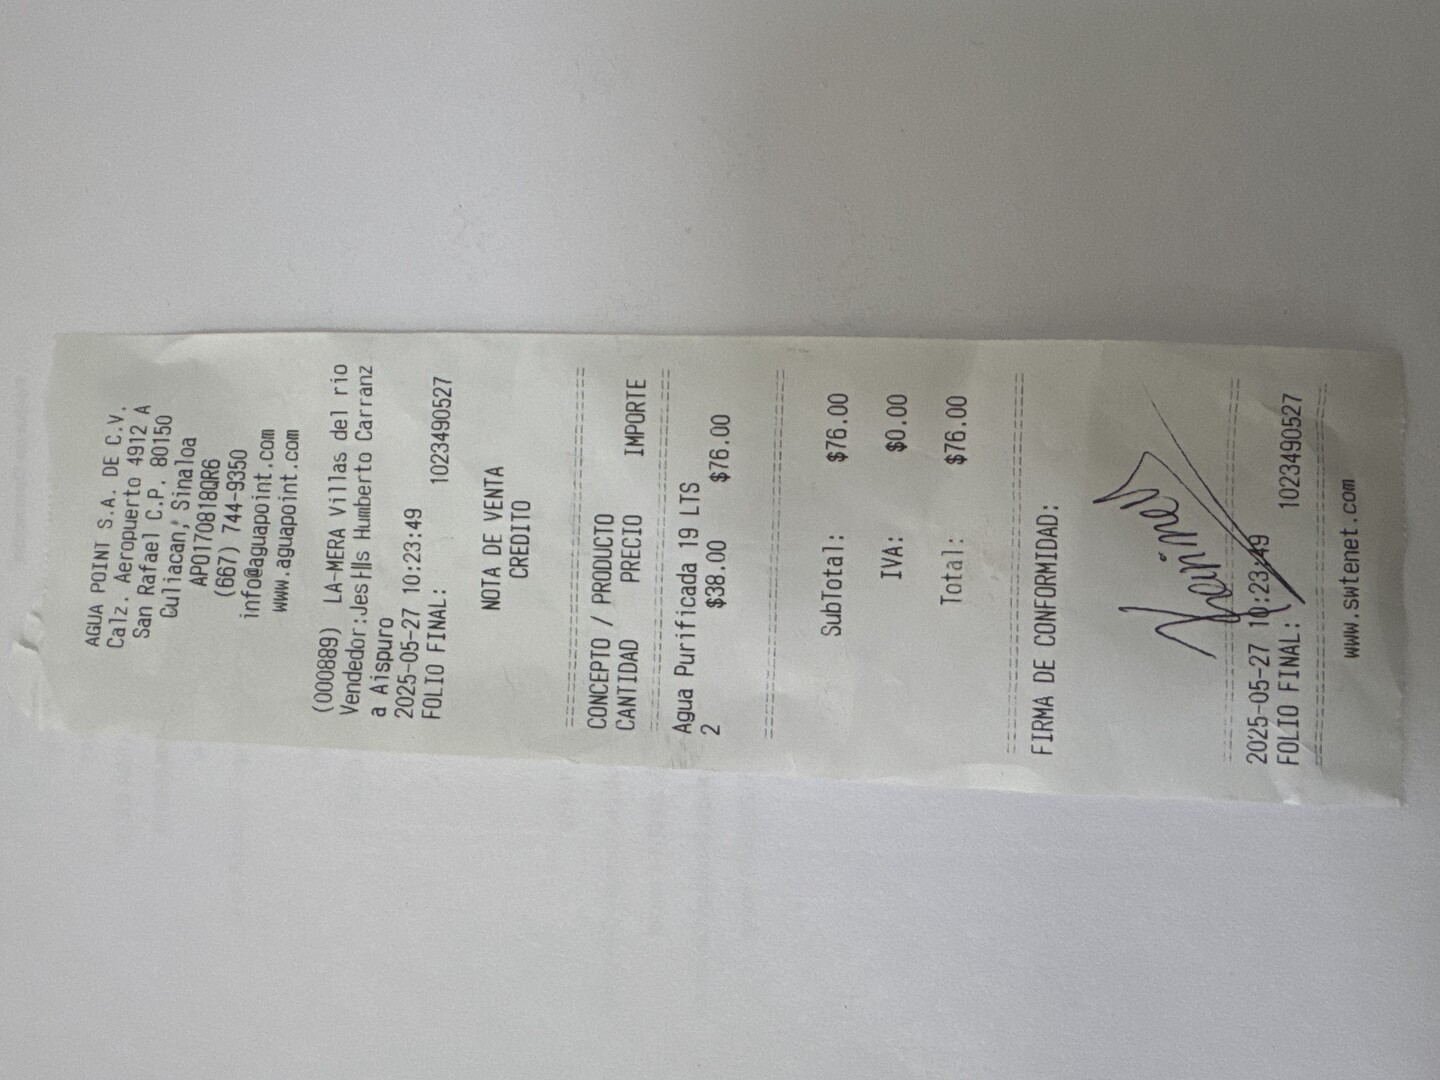 AGUA POINT S.A. DE C.V.
Calz. Aeropuerto 4912 A
San Rafael C.P. 80150
Culiacan, Sinaloa
APO170818QR6
(667) 744-9350
info@aguapoint.com
www.aguapoint.com
(000889) LA-MERA Villas del rio
Vendedor:Jes╫╟s Humberto Carranz
a Aispuro
2025-05-27 10:23:49
FOLIO FINAL: 1023490527
NOTA DE VENTA
CREDITO
CONCEPTO / PRODUCTO
CANTIDAD PRECIO IMPORTE
Agua Purificada 19 LTS
2 $38.00 $76.00
SubTotal: $76.00
IVA: $0.00
Total: $76.00
FIRMA DE CONFORMIDAD:
2025-05-27 10:23:49
FOLIO FINAL: 1023490527
www.swtenet.com